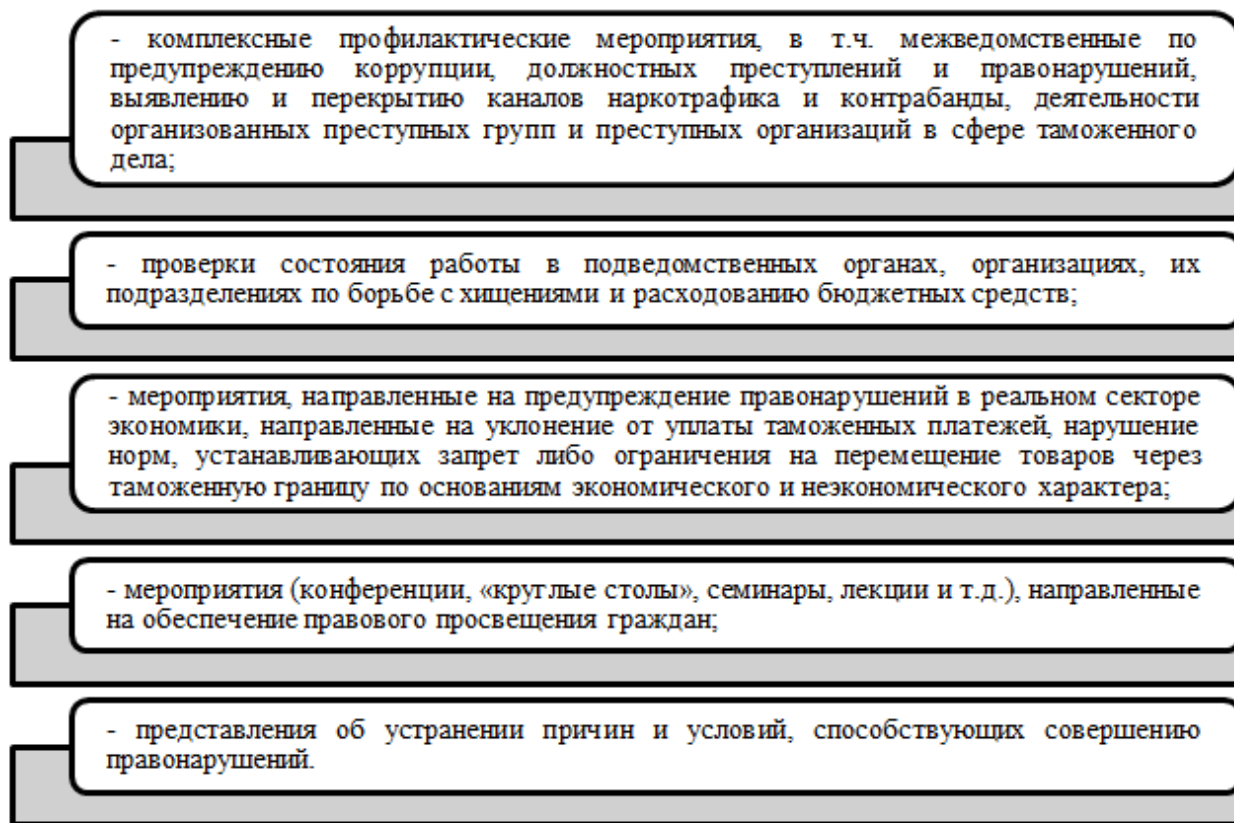 - комплексные профилактические мероприятия, в т.ч. межведомственные по
предупреждению коррупции, должностных преступлений и правонарушений,
выявлению и перекрытию каналов наркотрафика и контрабанды, деятельности
организованных преступных групп и преступных организаций в сфере таможенного
дела;
- проверки состояния работы в подведомственных органах, организациях, их
подразделениях по борьбе с хищениями и расходованию бюджетных средств;
- мероприятия, направленные на предупреждение правонарушений в реальном секторе
экономики, направленные на уклонение от уплаты таможенных платежей, нарушение
норм, устанавливающих запрет либо ограничения на перемещение товаров через
таможенную границу по основаниям экономического и неэкономического характера;
- мероприятия (конференции, «круглые столы», семинары, лекции и т.д.), направленные
на обеспечение правового просвещения граждан;
- представления об устранении причин и условий, способствующих совершению
правонарушений.